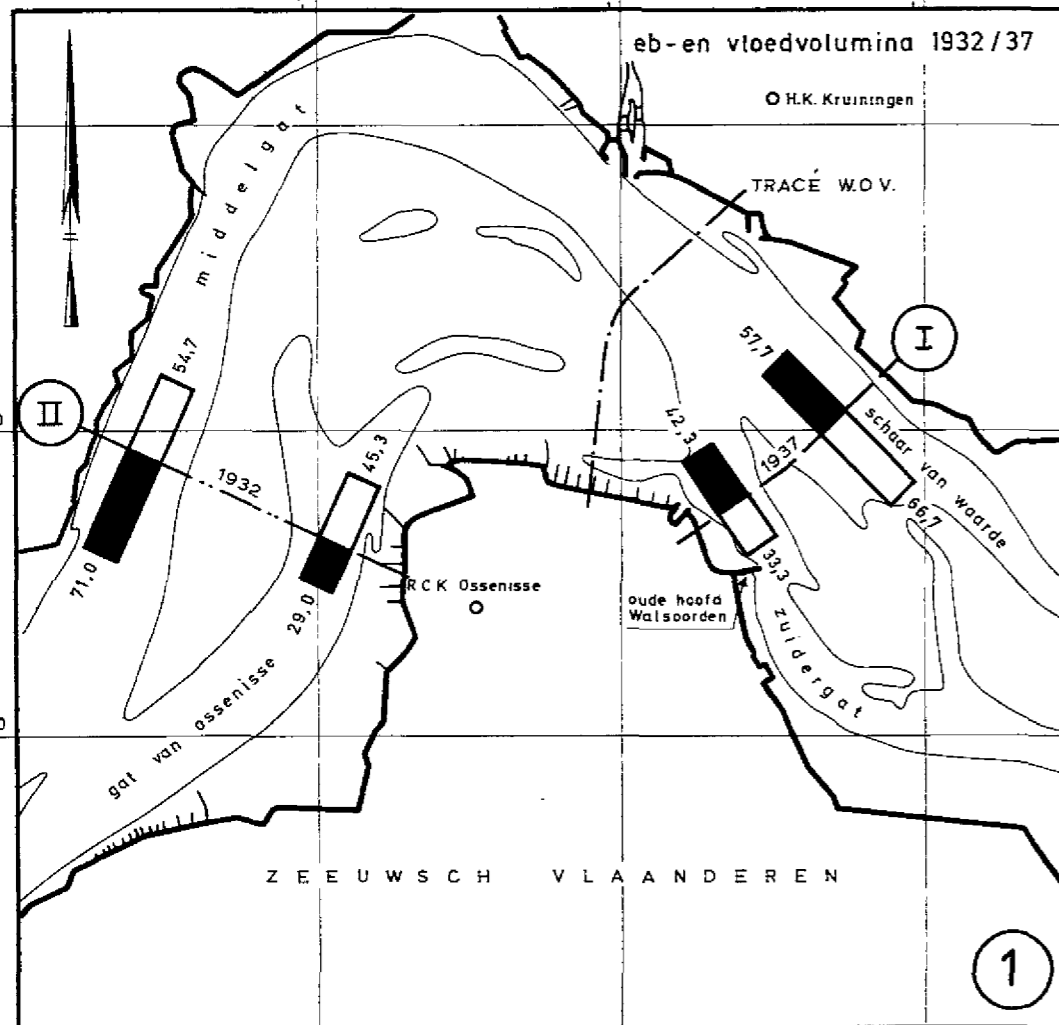 eb-en vloedvolumina 1932/37
H.K. Kruiningen
TRACÉ W.O.V.
middelgat
I
57,7
54,7
II
42,3
schaar van waarde
1937
45,3
1932
66,7
71,0
33,3
R C K Ossenisse
29,0
oude hoofd
Walsoorden
zuidergat
gat van ossenisse
ZEEUWSCH VLAANDEREN
1